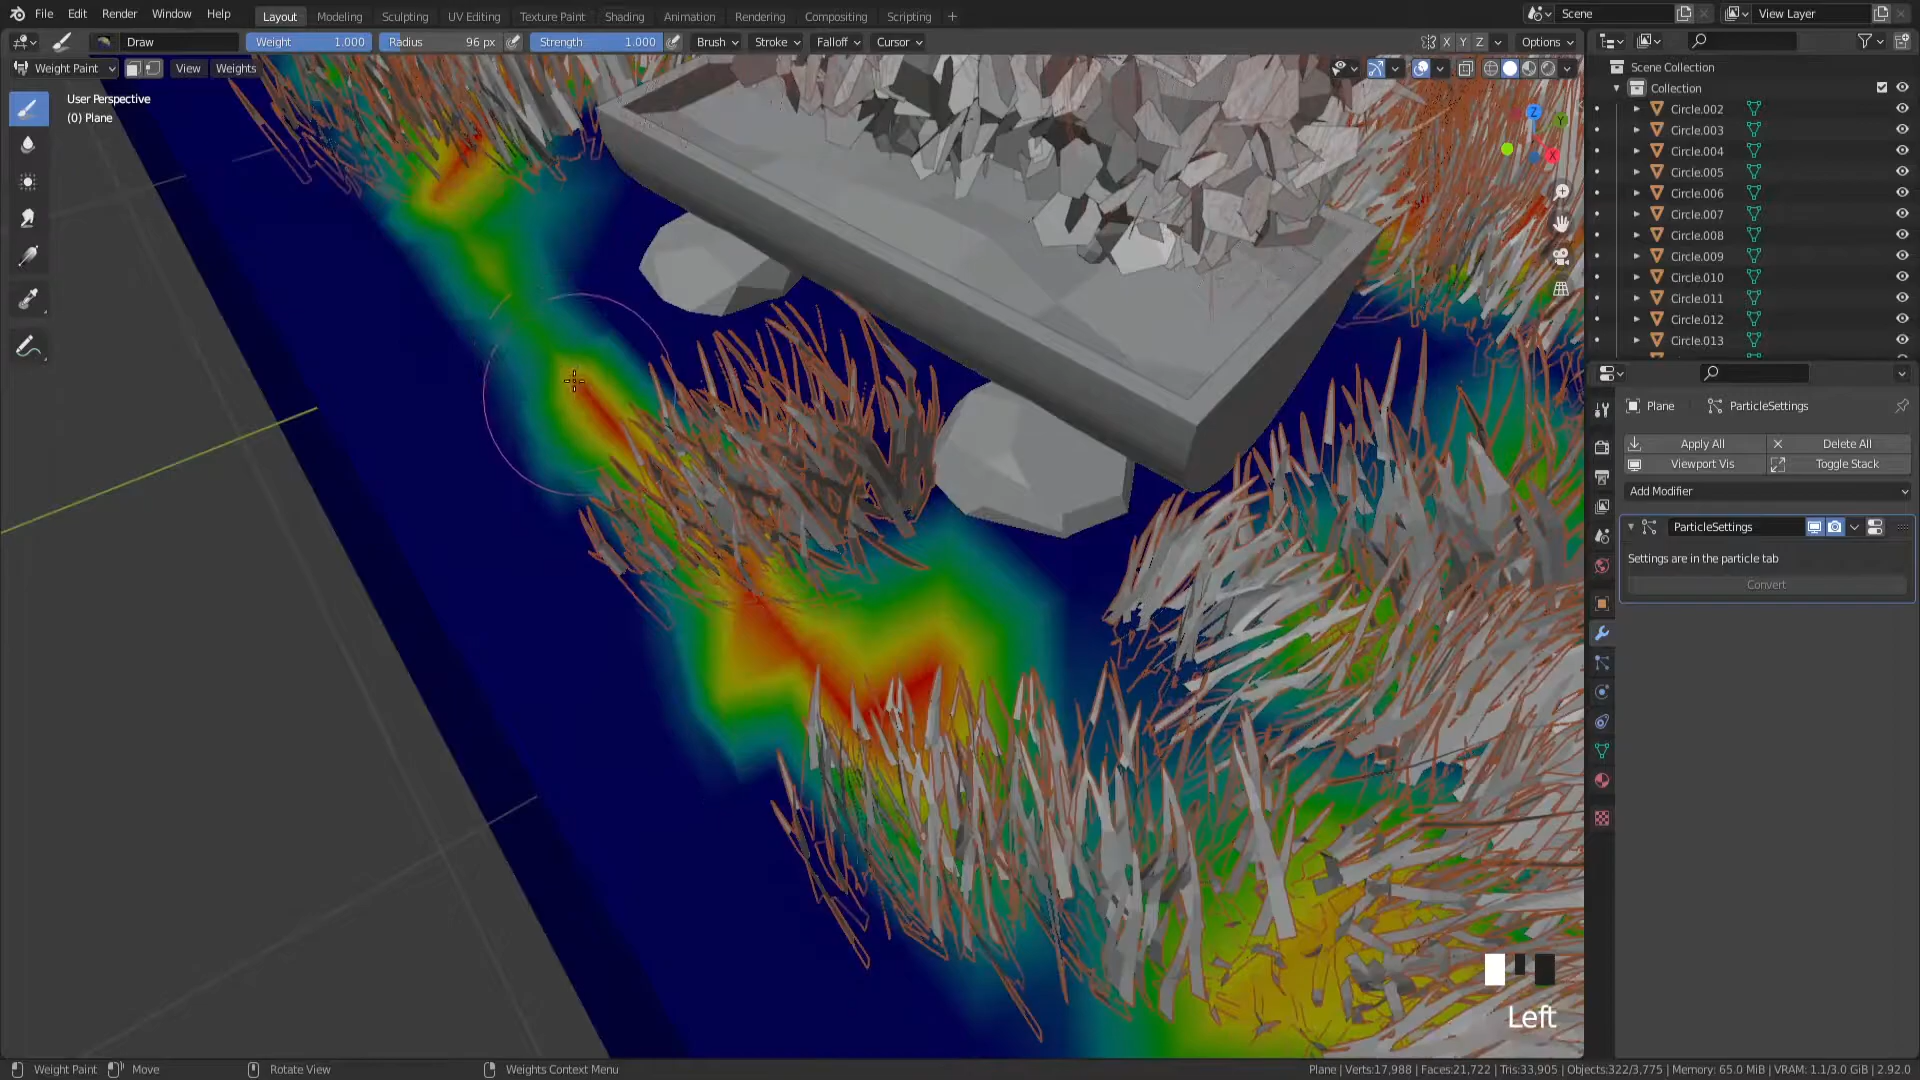 File Edit Render Window Help Layout Modeling Sculpting UV Editing Texture Paint Shading Animation Rendering Compositing Scripting + Scene View Layer
Draw Weight 1.000 Radius 96 px Strength 1.000 Brush Stroke Falloff Cursor X Y Z Options
Weight Paint View Weights
User Perspective
(0) Plane
Z
Y
X
Scene Collection
Collection
Circle.002
Circle.003
Circle.004
Circle.005
Circle.006
Circle.007
Circle.008
Circle.009
Circle.010
Circle.011
Circle.012
Circle.013
Plane ParticleSettings
Apply All Delete All
Viewport Vis Toggle Stack
Add Modifier
ParticleSettings
Settings are in the particle tab
Convert
Left
Weight Paint Move Rotate View Weights Context Menu Plane | Verts:17,988 | Faces:21,722 | Tris:33,905 | Objects:322/3,775 | Memory: 65.0 MiB | VRAM: 1.1/3.0 GiB | 2.92.0